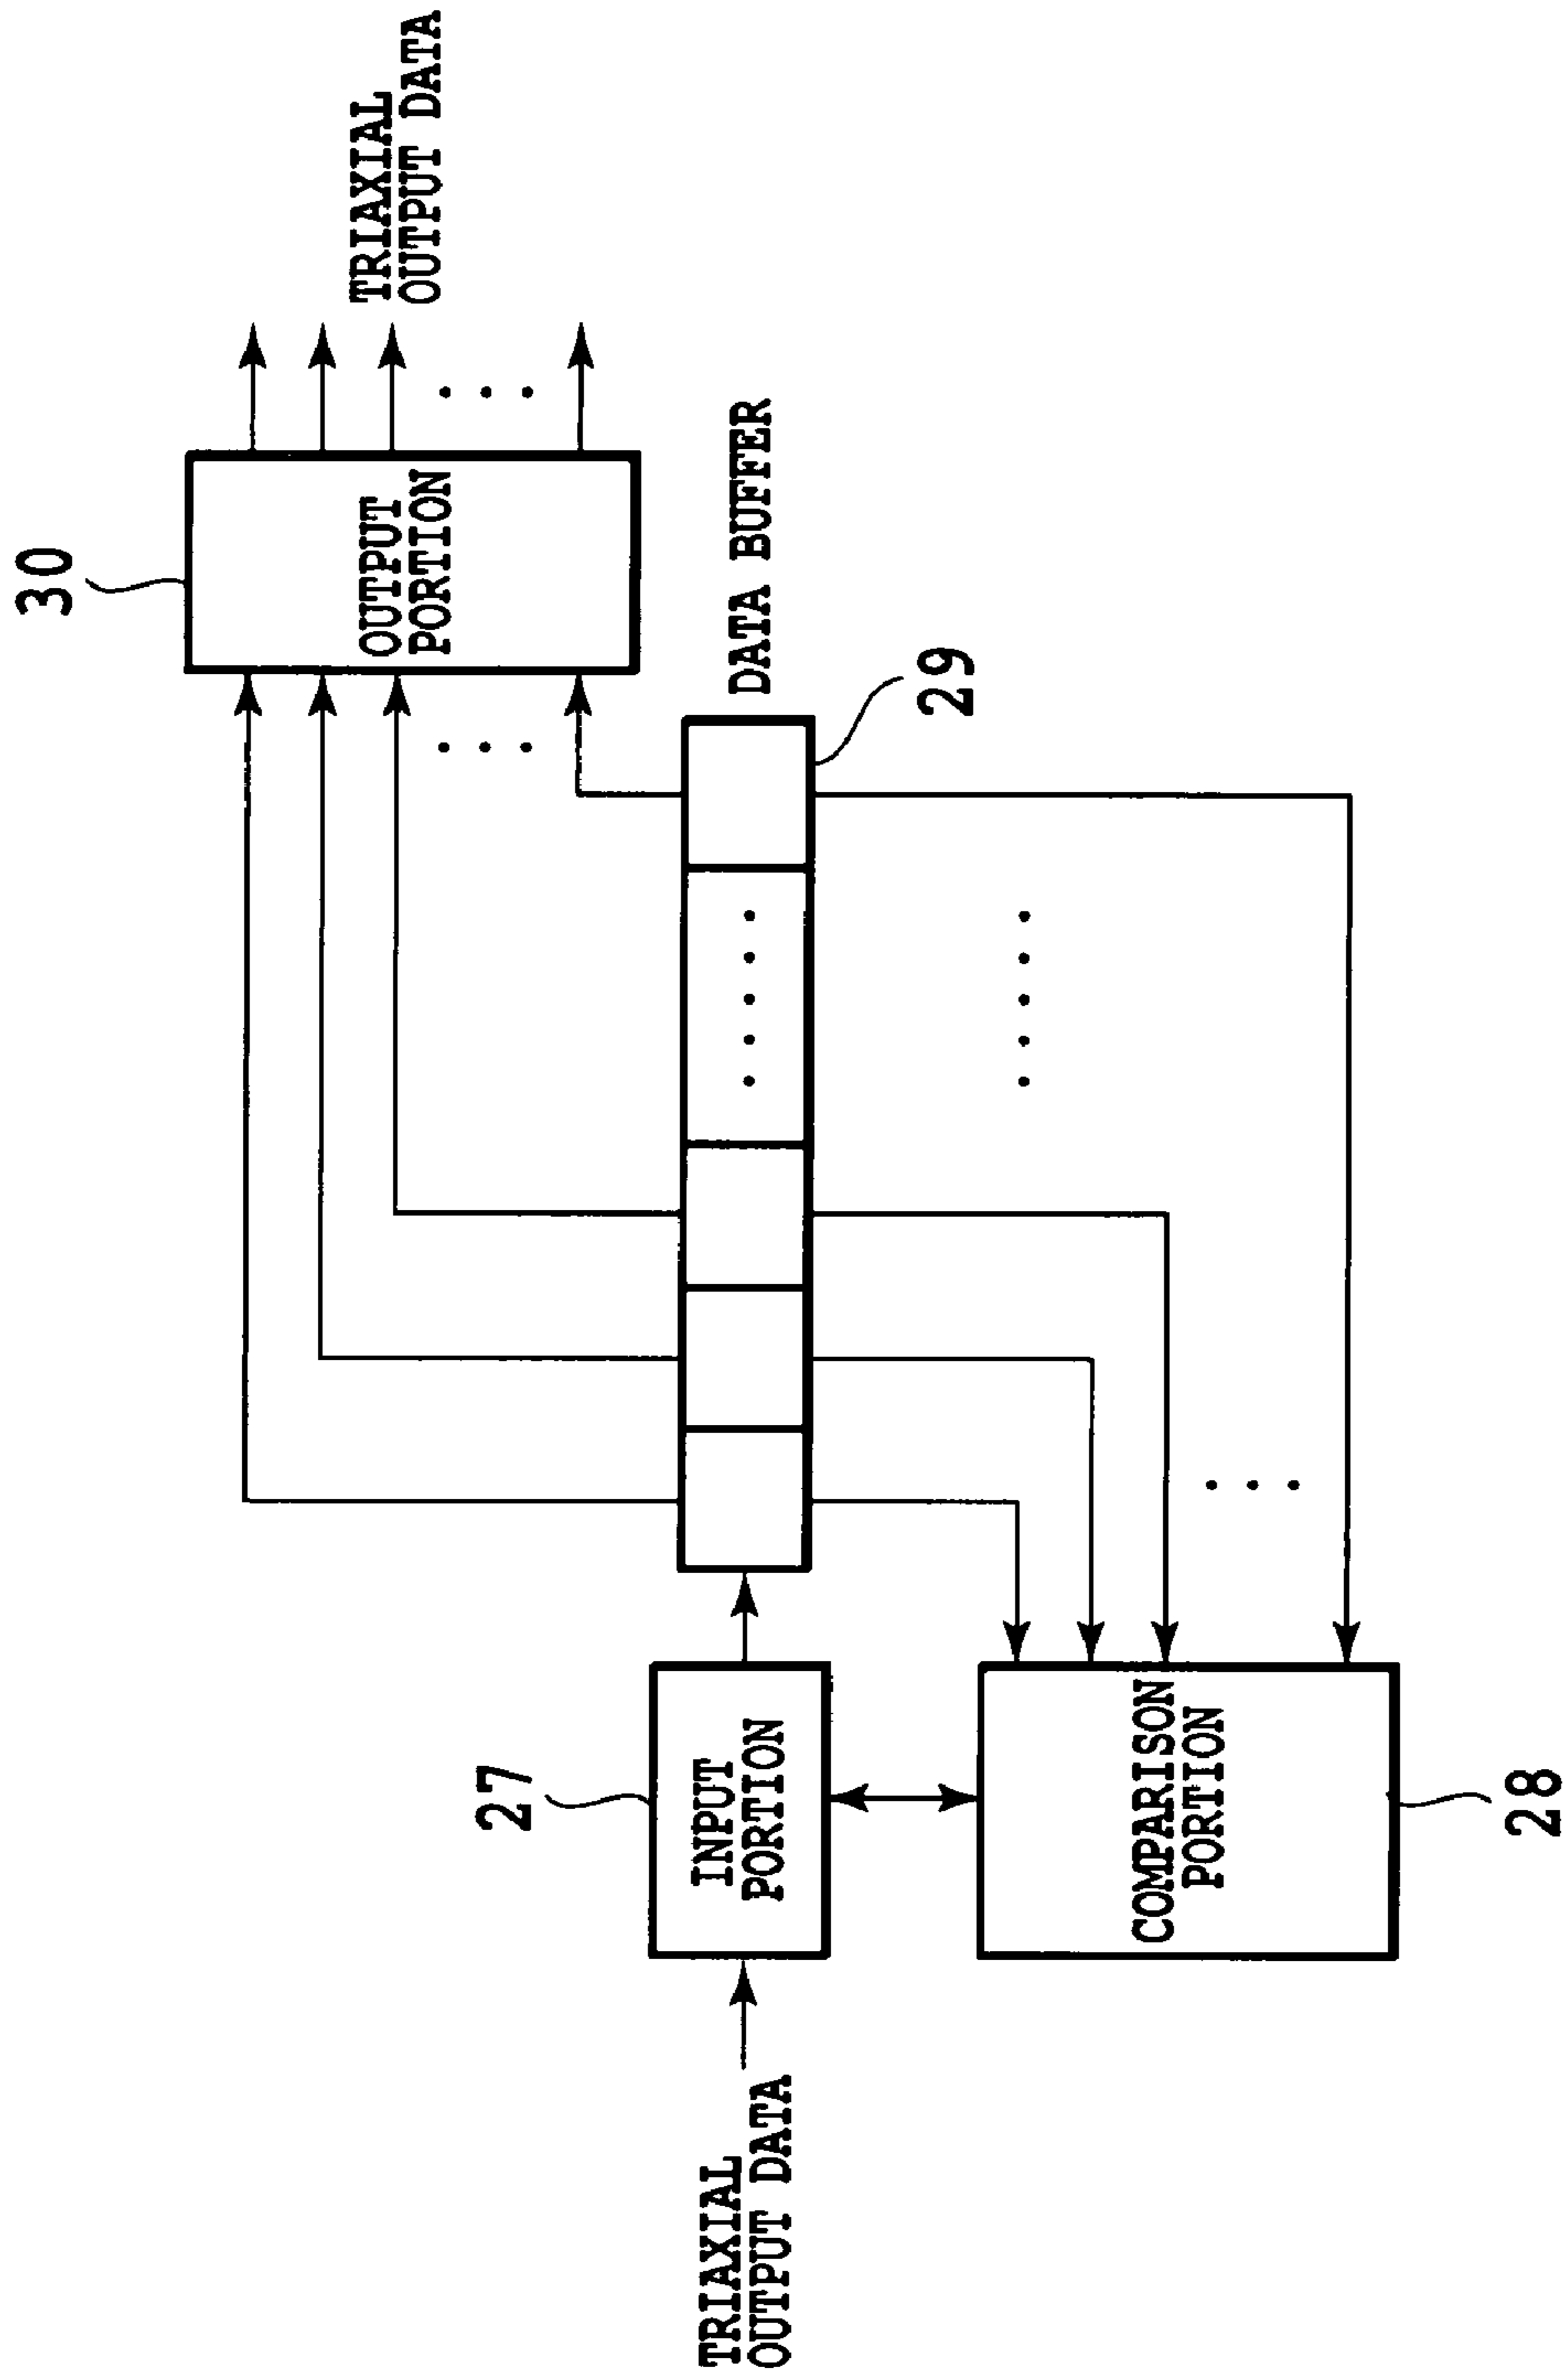 30
TRIAXIAL
OUTPUT DATA
OUTPUT
PORTION
DATA BUFFER
29
27
INPUT
PORTION
TRIAXIAL
OUTPUT DATA
COMPARISON
PORTION
28